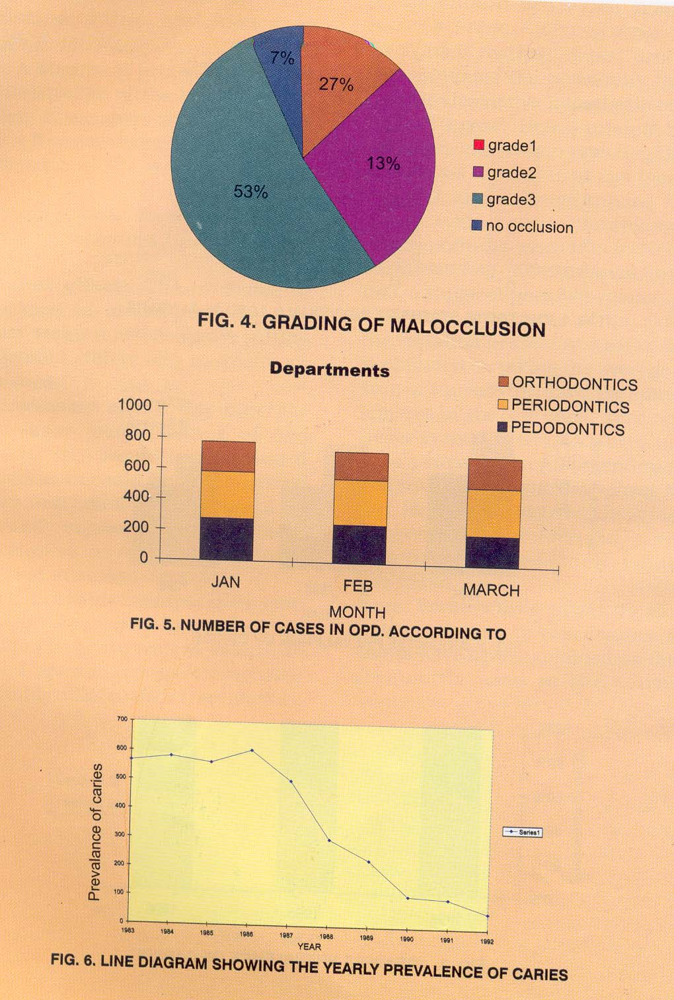 7%
27%
13%
53%
grade1
grade2
grade3
no occlusion
FIG. 4. GRADING OF MALOCCLUSION
Departments
ORTHODONTICS
PERIODONTICS
PEDODONTICS
1000
800
600
400
200
0
JAN FEB MARCH
MONTH
FIG. 5. NUMBER OF CASES IN OPD. ACCORDING TO
700
600
500
400
300
200
100
0
Prevalance of caries
1983 1984 1985 1986 1987 1988 1989 1990 1991 1992
YEAR
Series1
FIG. 6. LINE DIAGRAM SHOWING THE YEARLY PREVALENCE OF CARIES